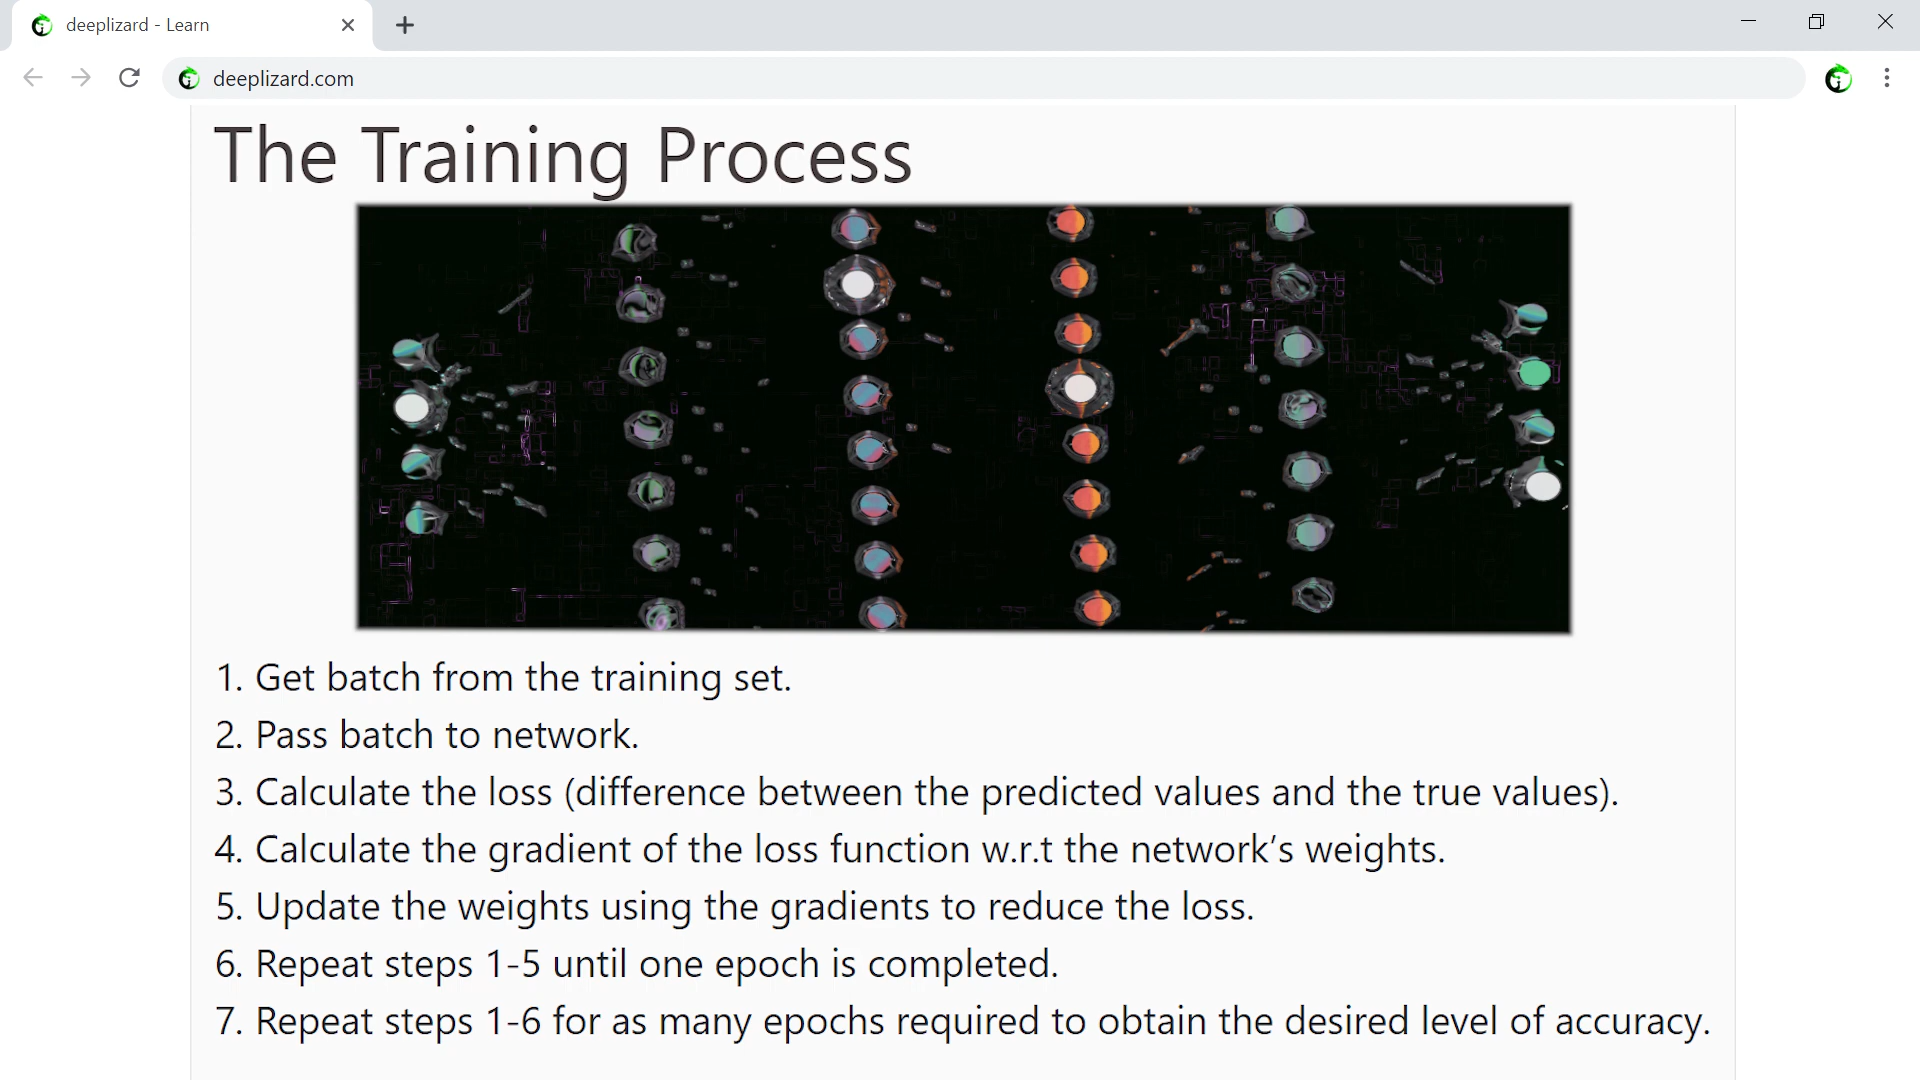 deeplizard - Learn
deeplizard.com
The Training Process
1. Get batch from the training set.
2. Pass batch to network.
3. Calculate the loss (difference between the predicted values and the true values).
4. Calculate the gradient of the loss function w.r.t the network’s weights.
5. Update the weights using the gradients to reduce the loss.
6. Repeat steps 1-5 until one epoch is completed.
7. Repeat steps 1-6 for as many epochs required to obtain the desired level of accuracy.